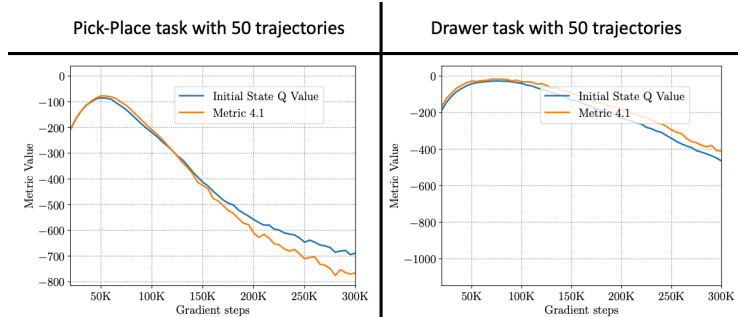 Pick-Place task with 50 trajectories
Drawer task with 50 trajectories
0
−100
−200
−300
−400
−500
−600
−700
−800
Metric Value
Initial State Q Value
Metric 4.1
50K
100K
150K
200K
250K
300K
Gradient steps
0
−200
−400
−600
−800
−1000
Metric Value
Initial State Q Value
Metric 4.1
50K
100K
150K
200K
250K
300K
Gradient steps